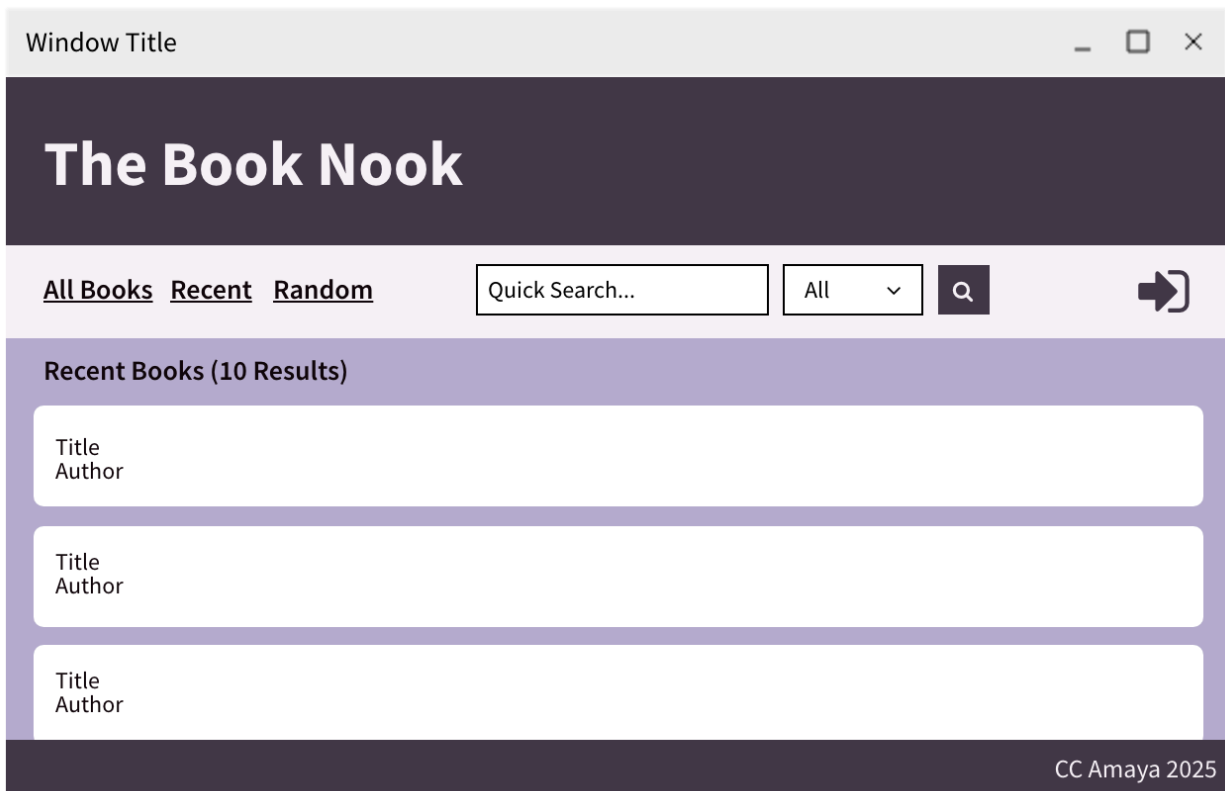 Window Title
The Book Nook
All Books Recent Random Quick Search... All
Recent Books (10 Results)
Title
Author
Title
Author
Title
Author
CC Amaya 2025